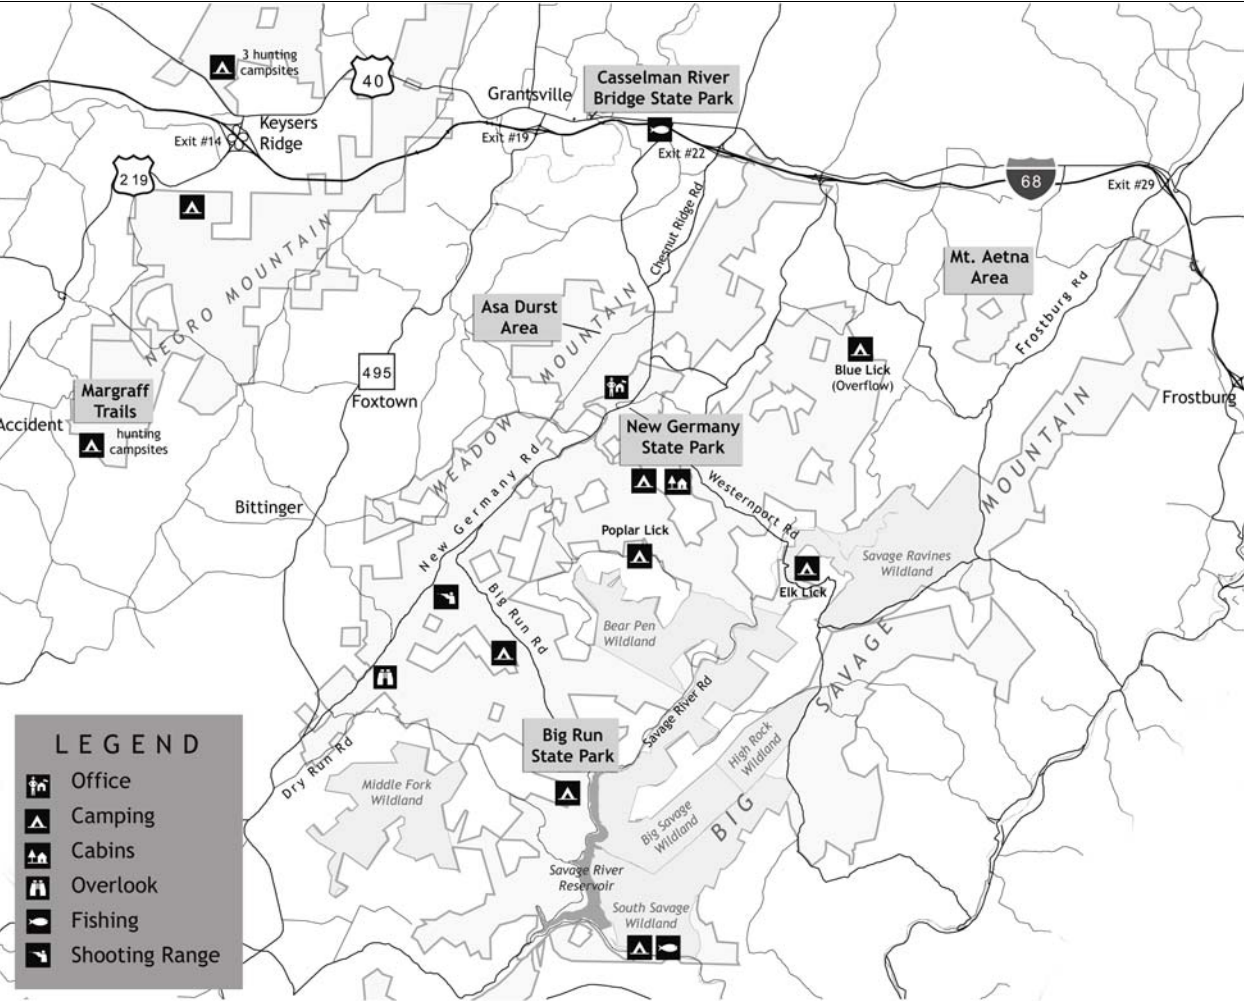 3 hunting
campsites
40
Grantsville
Casselman River
Bridge State Park
Keysers
Ridge
Exit #14
Exit #19
Exit #22
2 19
68
Exit #29
Chesnut Ridge Rd
NEGRO MOUNTAIN
Mt. Aetna
Area
Frostburg Rd
Asa Durst
Area
MEADOW MOUNTAIN
495
Foxtown
Blue Lick
(Overflow)
Margraff
Trails
Accident
hunting
campsites
Frostburg
New Germany
State Park
New Germany Rd
Westernport Rd
Bittinger
Poplar Lick
Savage Ravines
Wildland
Elk Lick
Big Run Rd
Bear Pen
Wildland
BIG SAVAGE MOUNTAIN
Savage River Rd
Big Run
State Park
High Rock
Wildland
Dry Run Rd
Middle Fork
Wildland
Big Savage
Wildland
Savage River
Reservoir
South Savage
Wildland
LEGEND
Office
Camping
Cabins
Overlook
Fishing
Shooting Range